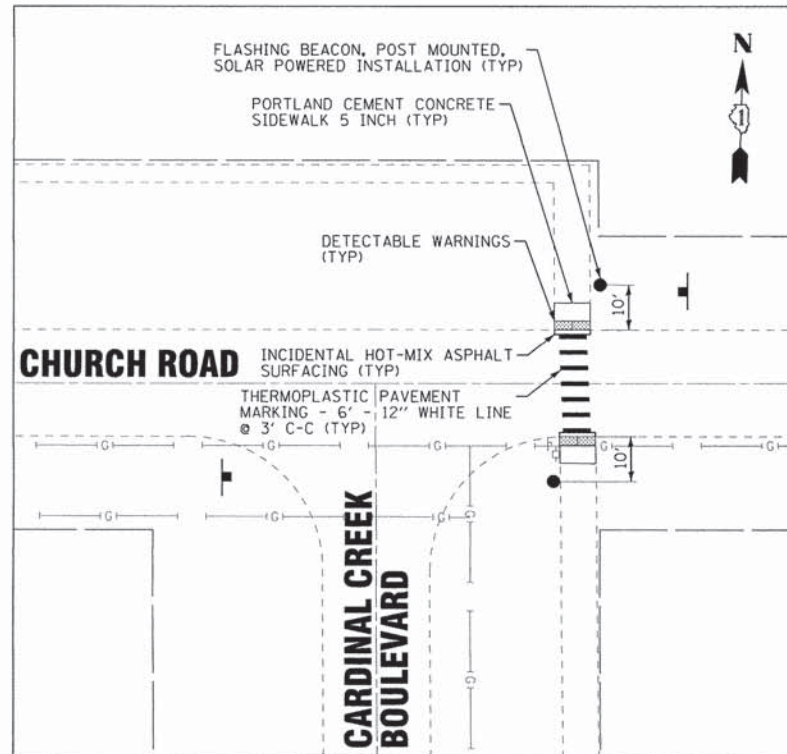 FLASHING BEACON, POST MOUNTED,
SOLAR POWERED INSTALLATION (TYP)
N
1
PORTLAND CEMENT CONCRETE
SIDEWALK 5 INCH (TYP)
DETECTABLE WARNINGS
(TYP)
10'
CHURCH ROAD
INCIDENTAL HOT-MIX ASPHALT
SURFACING (TYP)
THERMOPLASTIC PAVEMENT
MARKING - 6' - 12" WHITE LINE
@ 3' C-C (TYP)
G
G
G
G
G
10'
G
G
G
G
G
CARDINAL CREEK
BOULEVARD